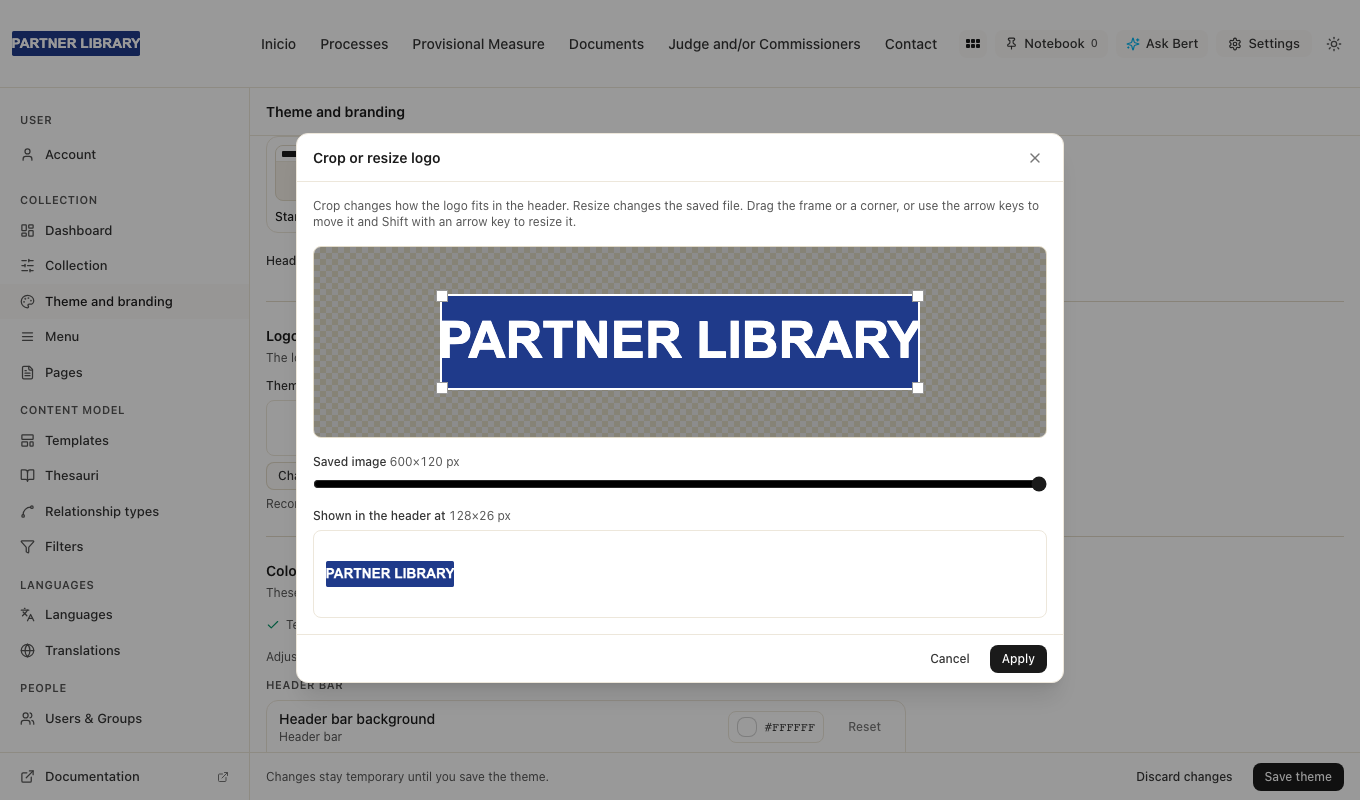 PARTNER LIBRARY
Inicio
Processes
Provisional Measure
Documents
Judge and/or Commissioners
Contact
Notebook 0
Ask Bert
Settings
USER
Account
COLLECTION
Dashboard
Collection
Theme and branding
Menu
Pages
CONTENT MODEL
Templates
Thesauri
Relationship types
Filters
LANGUAGES
Languages
Translations
PEOPLE
Users & Groups
Documentation
Theme and branding
Crop or resize logo
Crop changes how the logo fits in the header. Resize changes the saved file. Drag the frame or a corner, or use the arrow keys to
move it and Shift with an arrow key to resize it.
PARTNER LIBRARY
Saved image 600×120 px
Shown in the header at 128×26 px
PARTNER LIBRARY
Cancel
Apply
HEADER BAR
Header bar background
Header bar
#FFFFFF
Reset
Changes stay temporary until you save the theme.
Discard changes
Save theme